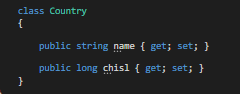 class Country
{
public string name { get; set; }
public long chisl { get; set; }
}